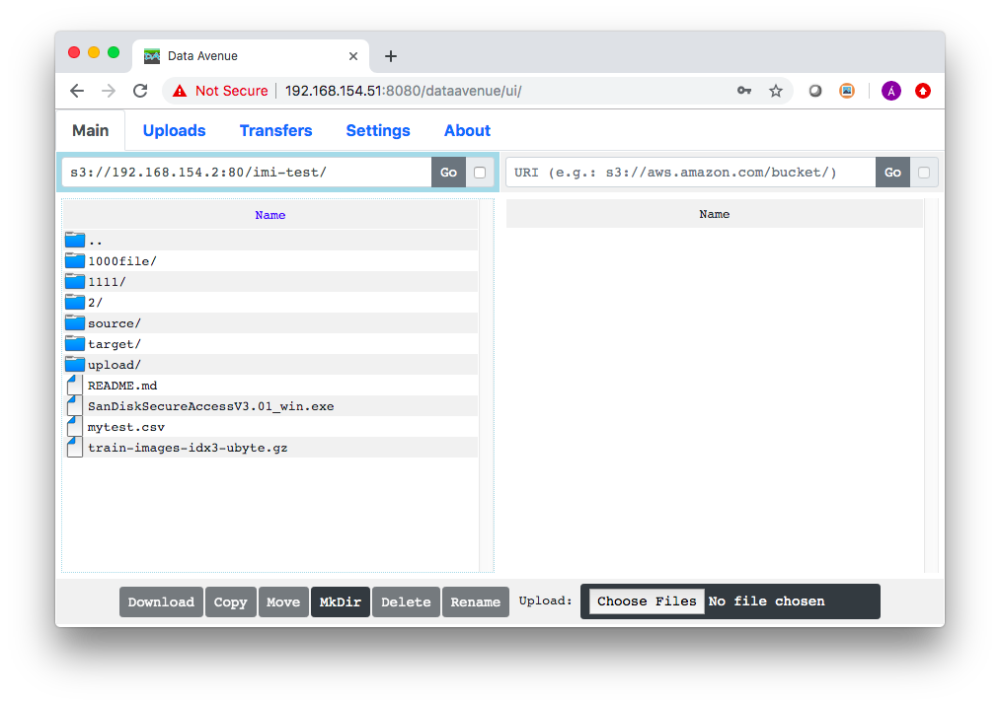 Data Avenue
Not Secure 192.168.154.51:8080/dataavenue/ui/ Á
Main Uploads Transfers Settings About
s3://192.168.154.2:80/imi-test/ Go URI (e.g.: s3://aws.amazon.com/bucket/) Go
Name Name
..
1000file/
1111/
2/
source/
target/
upload/
README.md
SanDiskSecureAccessV3.01_win.exe
mytest.csv
train-images-idx3-ubyte.gz
Download Copy Move MkDir Delete Rename Upload: Choose Files No file chosen